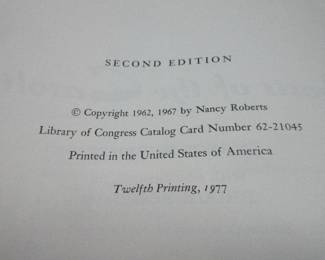 SECOND EDITION
© Copyright 1962, 1967 by Nancy Roberts
Library of Congress Catalog Card Number 62-21045
Printed in the United States of America
Twelfth Printing, 1977